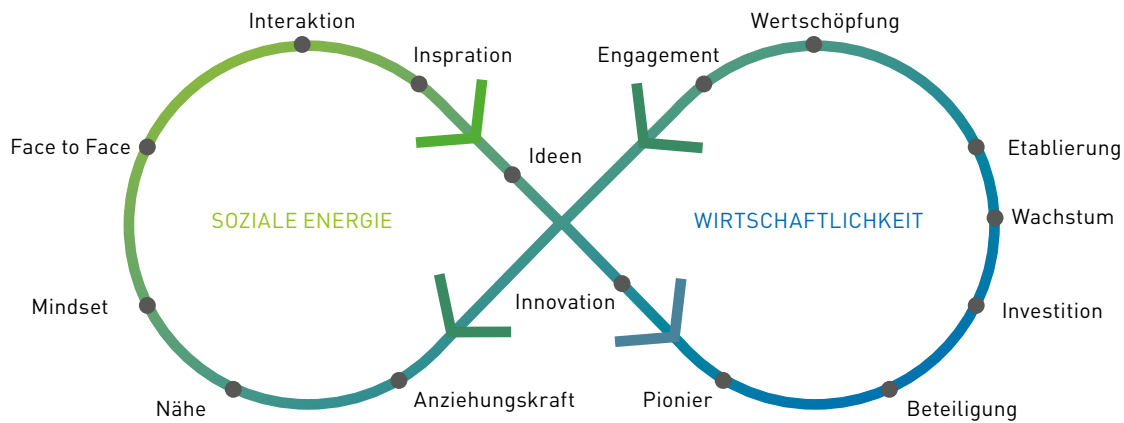 Interaktion
Wertschöpfung
Inspration
Engagement
Face to Face
Ideen
Etablierung
SOZIALE ENERGIE
WIRTSCHAFTLICHKEIT
Wachstum
Mindset
Innovation
Investition
Nähe
Anziehungskraft
Pionier
Beteiligung